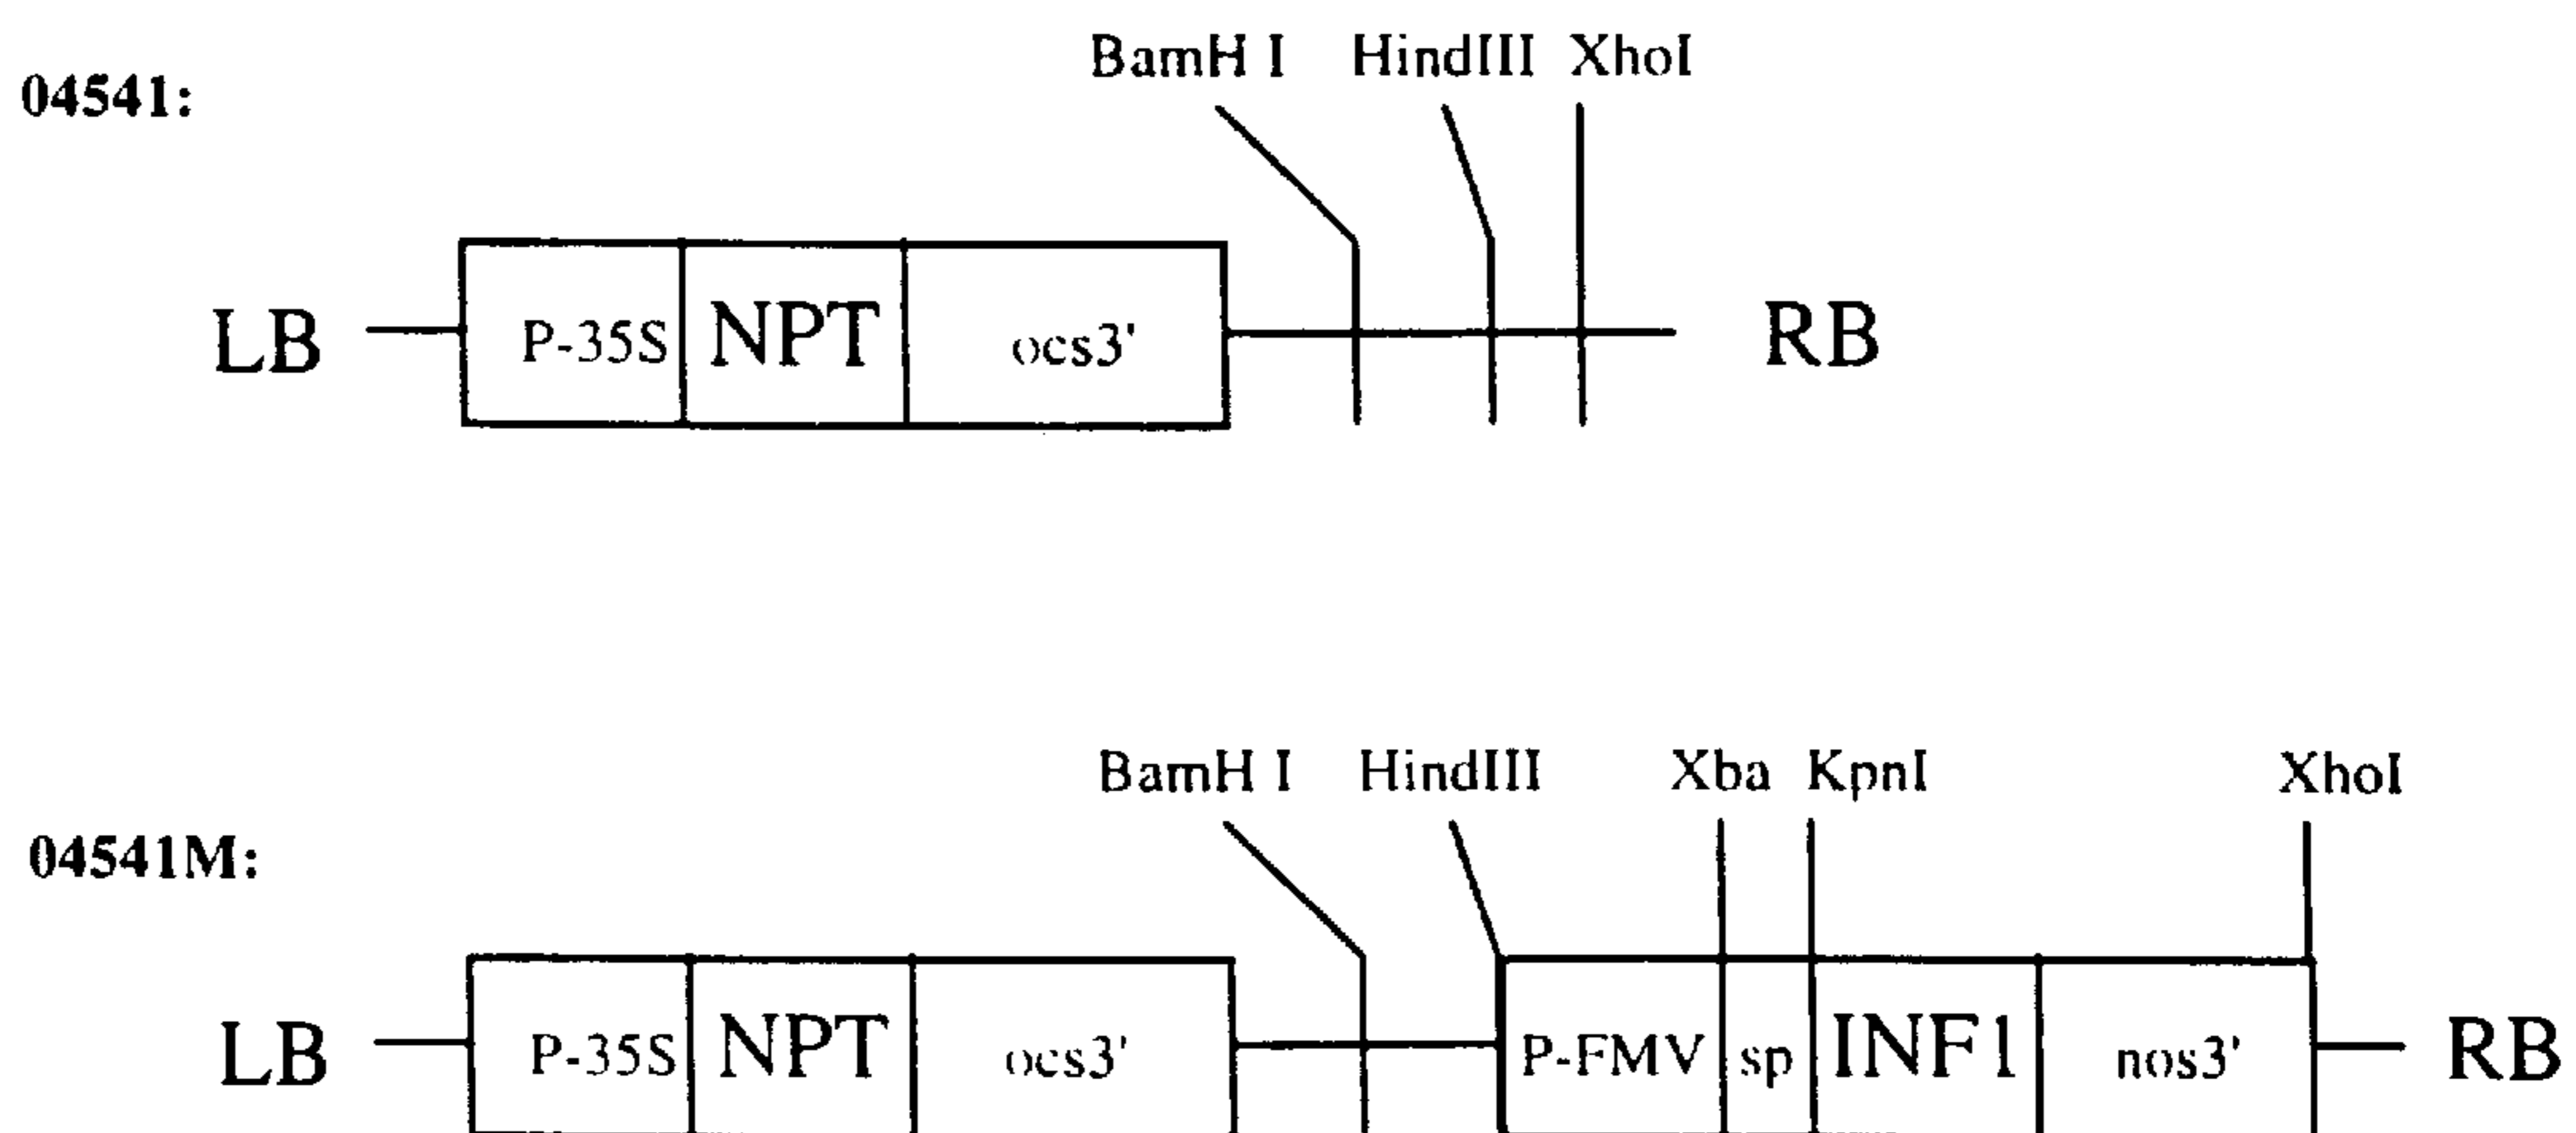 BamH I HindIII XhoI
04541:
LB P-35S NPT ocs3' RB
BamH I HindIII Xba KpnI XhoI
04541M:
LB P-35S NPT ocs3' P-FMV sp INF1 nos3' RB